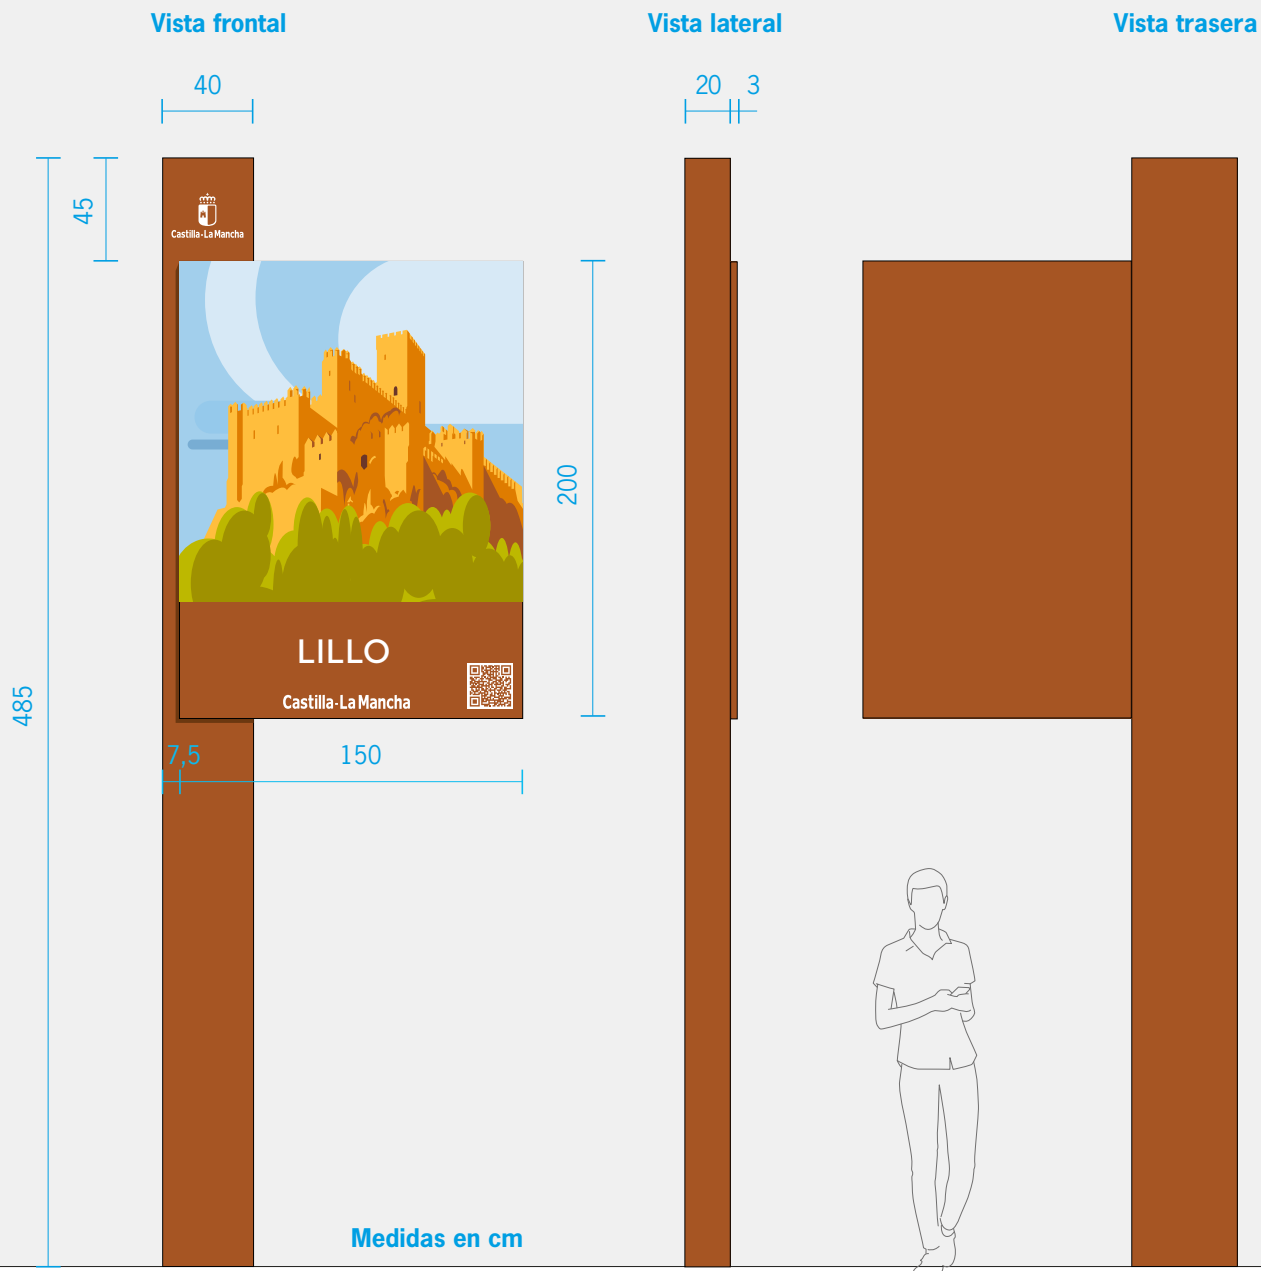 Vista frontal
Vista lateral
Vista trasera
40
20
3
45
Castilla-La Mancha
200
485
LILLO
Castilla-La Mancha
7,5
150
Medidas en cm